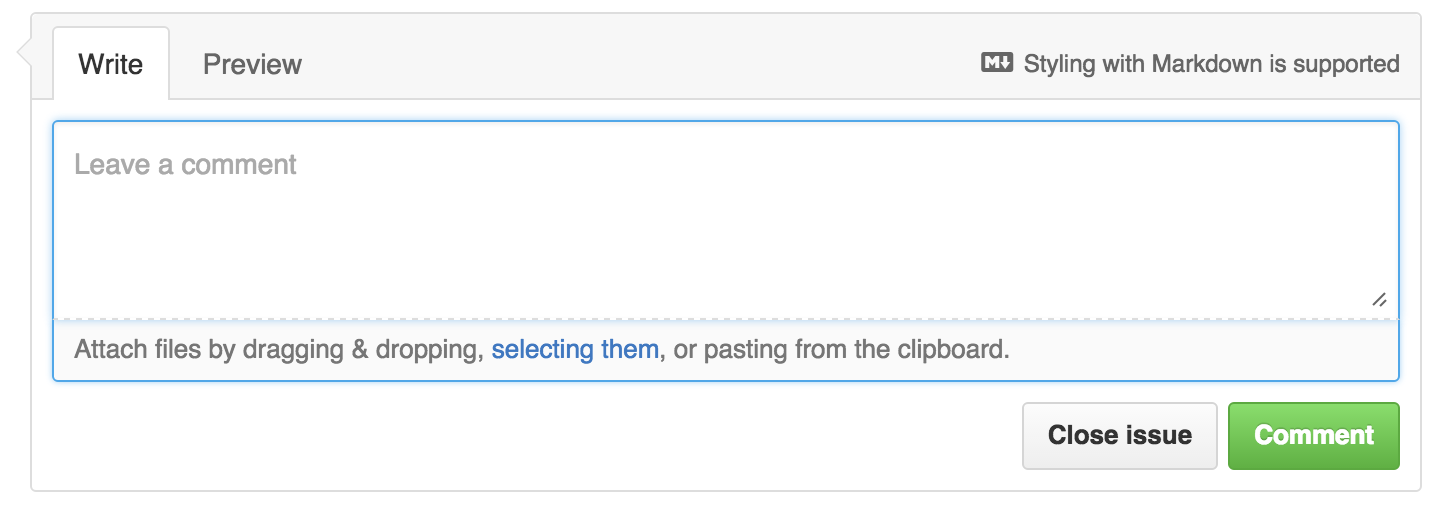 Write Preview M↓ Styling with Markdown is supported
Leave a comment
Attach files by dragging & dropping, selecting them, or pasting from the clipboard.
Close issue Comment